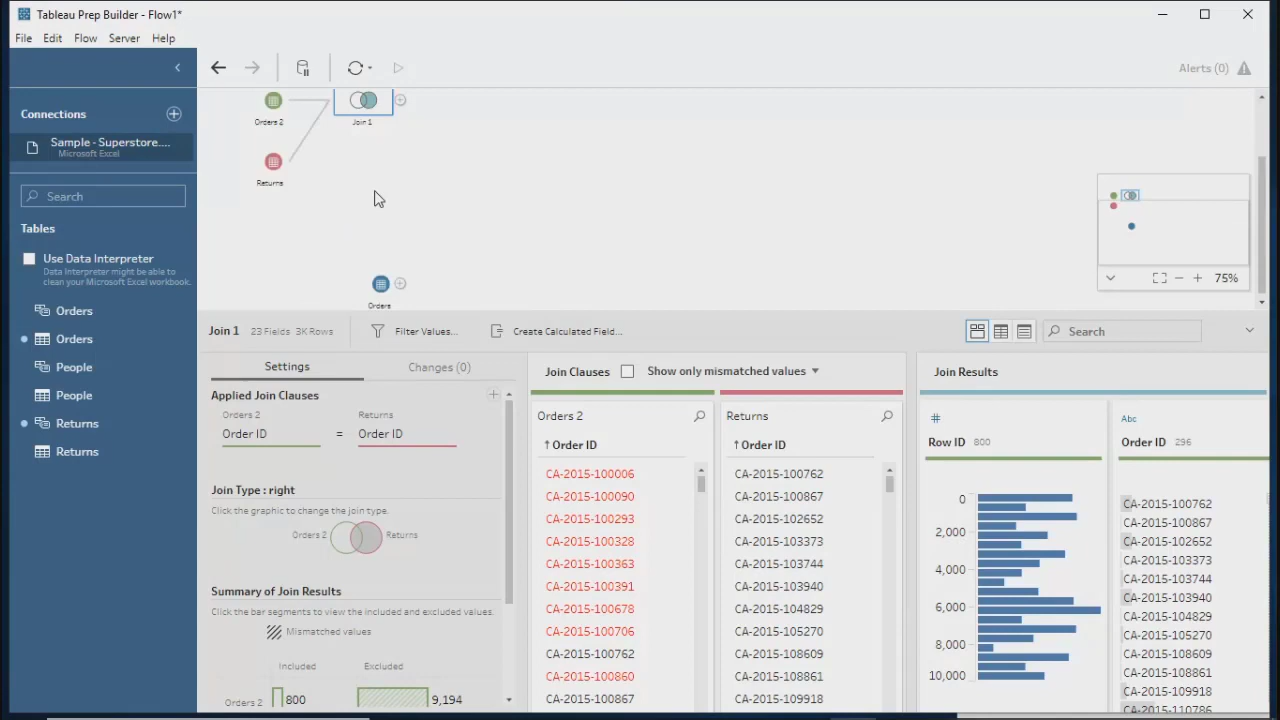 Tableau Prep Builder - Flow1*
File Edit Flow Server Help
Alerts (0)
Connections
Sample - Superstore....
Microsoft Excel
Search
Tables
Use Data Interpreter
Data Interpreter might be able to
clean your Microsoft Excel workbook.
Orders
Orders
People
People
Returns
Returns
Orders 2
Join 1
Returns
Orders
75%
Join 1 23 Fields 3K Rows
Filter Values...
Create Calculated Field...
Search
Settings
Changes (0)
Applied Join Clauses
Orders 2 Returns
Order ID = Order ID
Join Type : right
Click the graphic to change the join type.
Orders 2 Returns
Summary of Join Results
Click the bar segments to view the included and excluded values.
Mismatched values
Included Excluded
Orders 2 800 9,194
Join Clauses
Show only mismatched values
Orders 2
Order ID
CA-2015-100006
CA-2015-100090
CA-2015-100293
CA-2015-100328
CA-2015-100363
CA-2015-100391
CA-2015-100678
CA-2015-100706
CA-2015-100762
CA-2015-100860
CA-2015-100867
Returns
Order ID
CA-2015-100762
CA-2015-100867
CA-2015-102652
CA-2015-103373
CA-2015-103744
CA-2015-103940
CA-2015-104829
CA-2015-105270
CA-2015-108609
CA-2015-108861
CA-2015-109918
Join Results
#
Row ID 800
0
2,000
4,000
6,000
8,000
10,000
Abc
Order ID 296
CA-2015-100762
CA-2015-100867
CA-2015-102652
CA-2015-103373
CA-2015-103744
CA-2015-103940
CA-2015-104829
CA-2015-105270
CA-2015-108609
CA-2015-108861
CA-2015-109918
CA-2015-110786